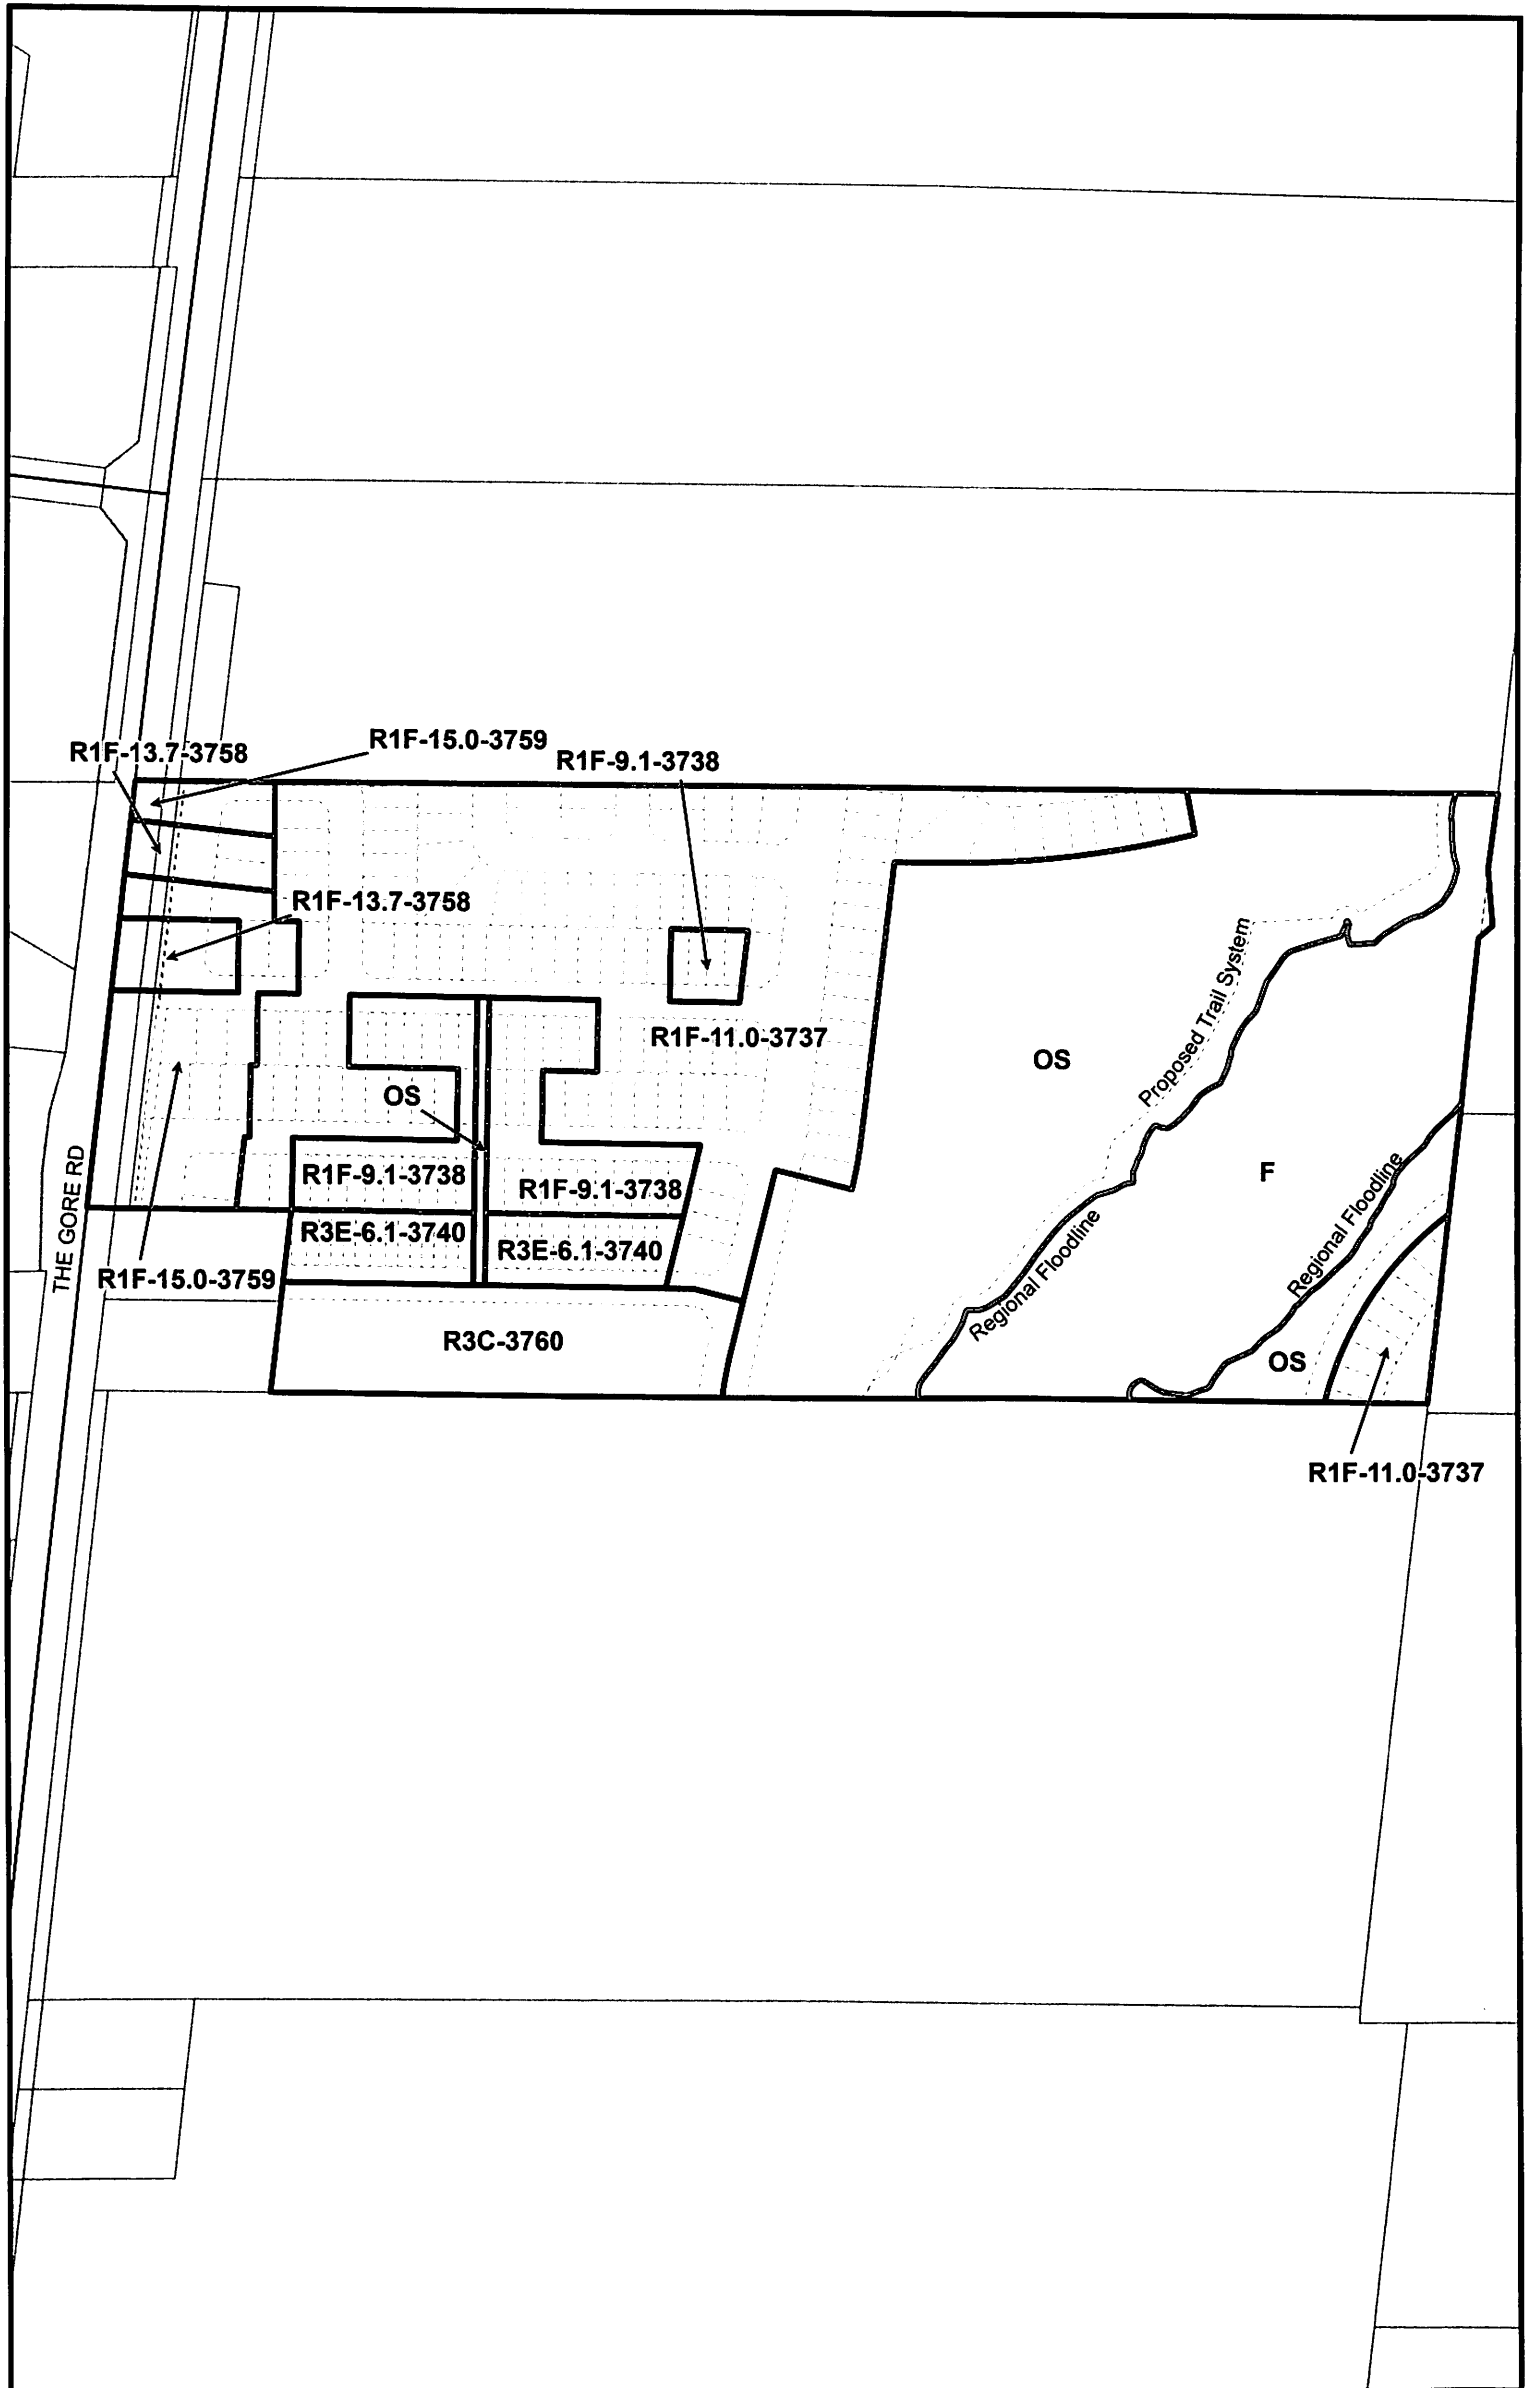 R1F-13.7-3758
R1F-15.0-3759
R1F-9.1-3738
R1F-13.7-3758
R1F-11.0-3737
OS
Proposed Trail System
OS
R1F-9.1-3738
R1F-9.1-3738
F
R3E-6.1-3740
R3E-6.1-3740
THE GORE RD
R1F-15.0-3759
Regional Floodline
Regional Floodline
R3C-3760
OS
R1F-11.0-3737